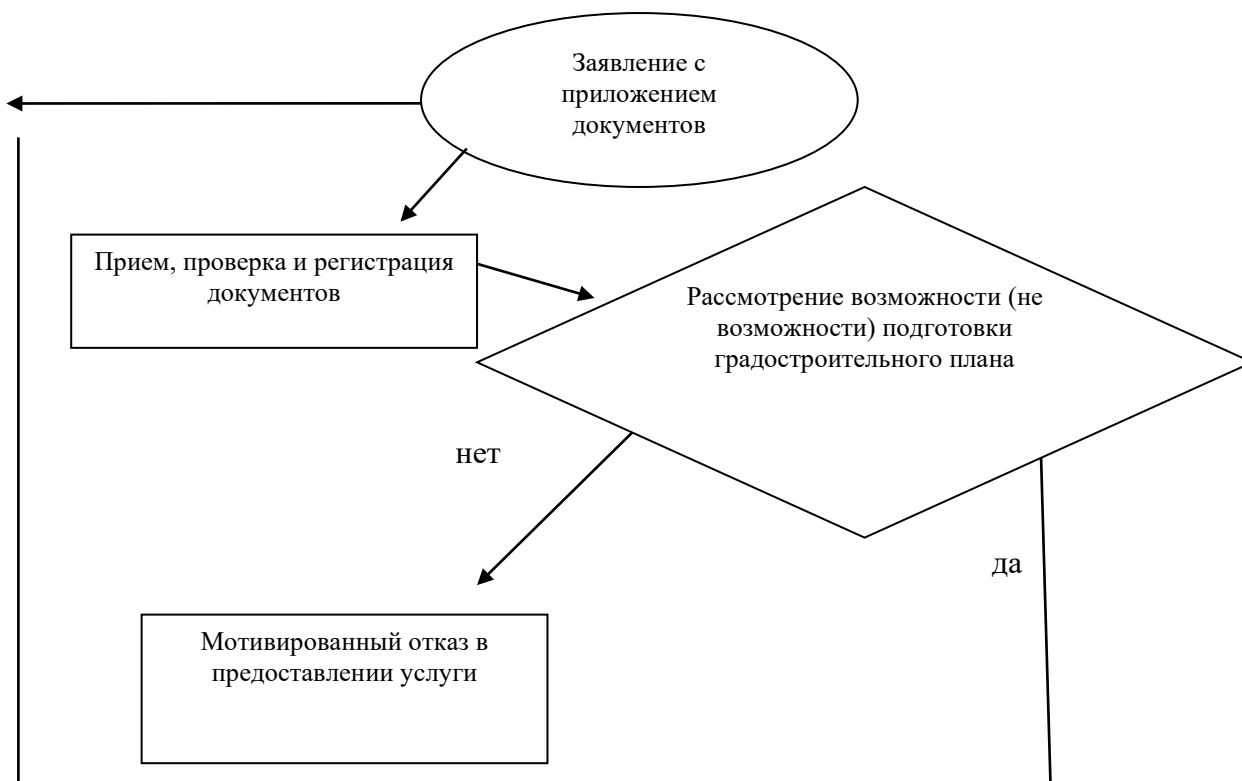 Заявление с
приложением
документов
Прием, проверка и регистрация
документов
Рассмотрение возможности (не
возможности) подготовки
градостроительного плана
нет
да
Мотивированный отказ в
предоставлении услуги